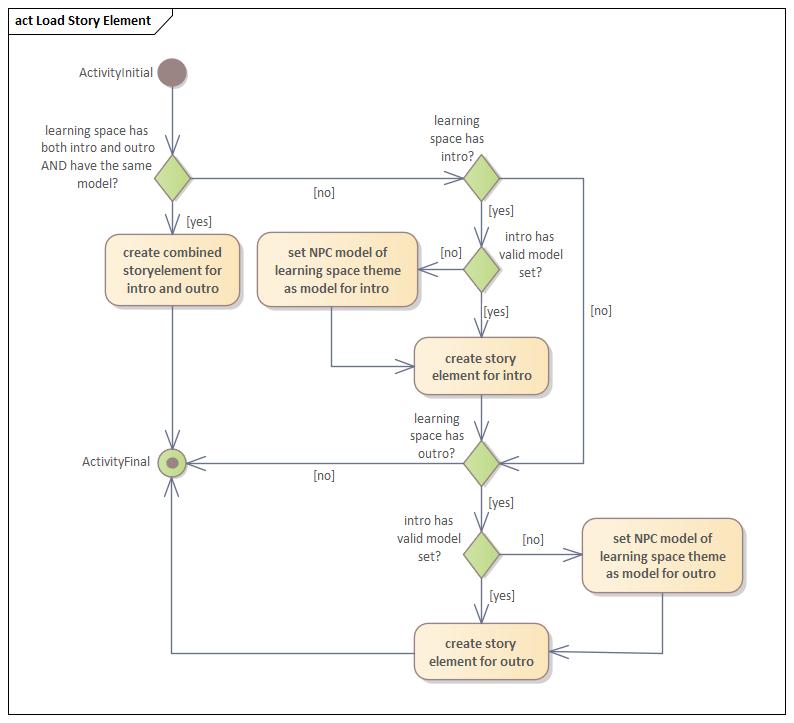 act Load Story Element
ActivityInitial
learning space has
both intro and outro
AND have the same
model?
learning
space has
intro?
[no]
[yes]
[yes]
create combined
storyelement for
intro and outro
set NPC model of
learning space theme
as model for intro
[no]
intro has
valid model
set?
[yes]
[no]
create story
element for intro
learning
space has
outro?
ActivityFinal
[no]
[yes]
intro has
valid model
set?
[no]
set NPC model of
learning space theme
as model for outro
[yes]
create story
element for outro